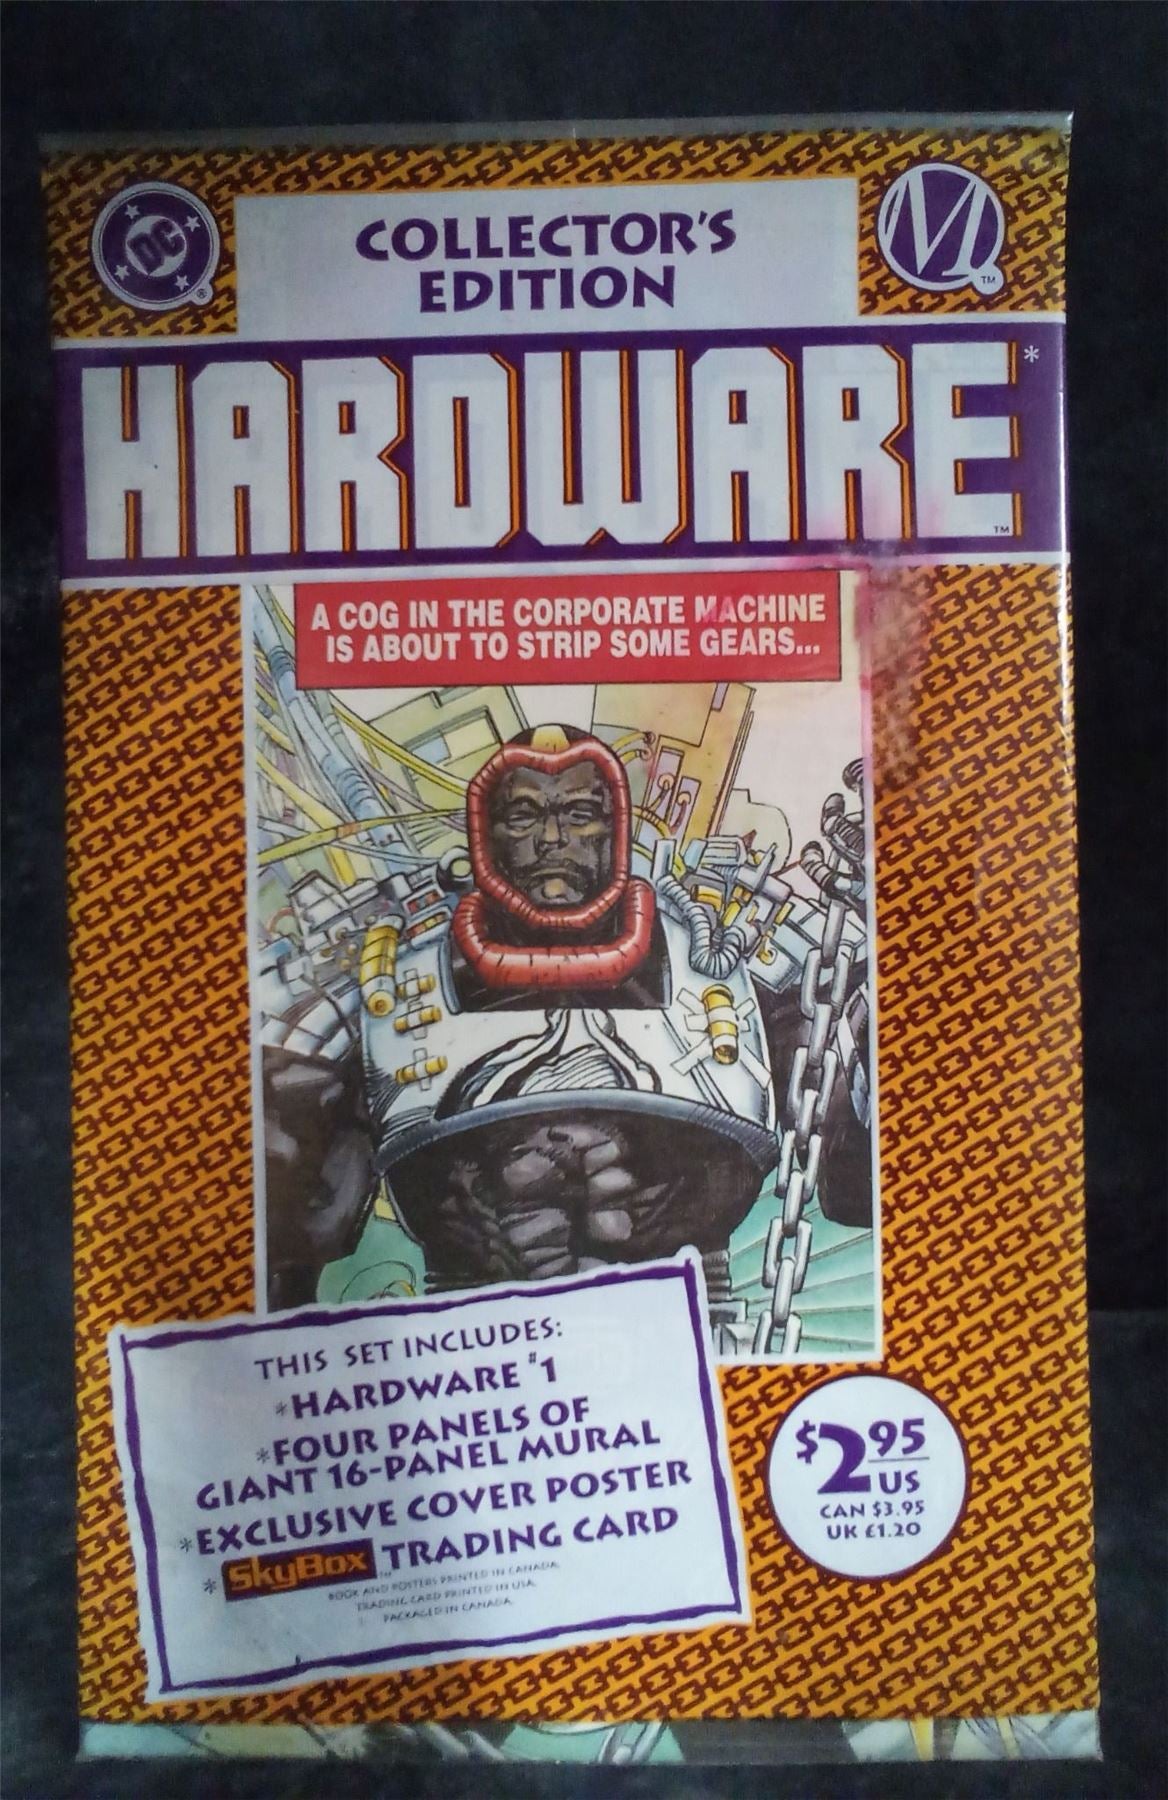 DC
®
COLLECTOR'S
EDITION
M
TM
HARDWARE*
TM
A COG IN THE CORPORATE MACHINE
IS ABOUT TO STRIP SOME GEARS...
THIS SET INCLUDES:
*HARDWARE #1
*FOUR PANELS OF
GIANT 16-PANEL MURAL
*EXCLUSIVE COVER POSTER
*SkyBox™ TRADING CARD
BOOK AND POSTERS PRINTED IN CANADA.
TRADING CARD PRINTED IN USA.
PACKAGED IN CANADA.
$2.95
US
CAN $3.95
UK £1.20